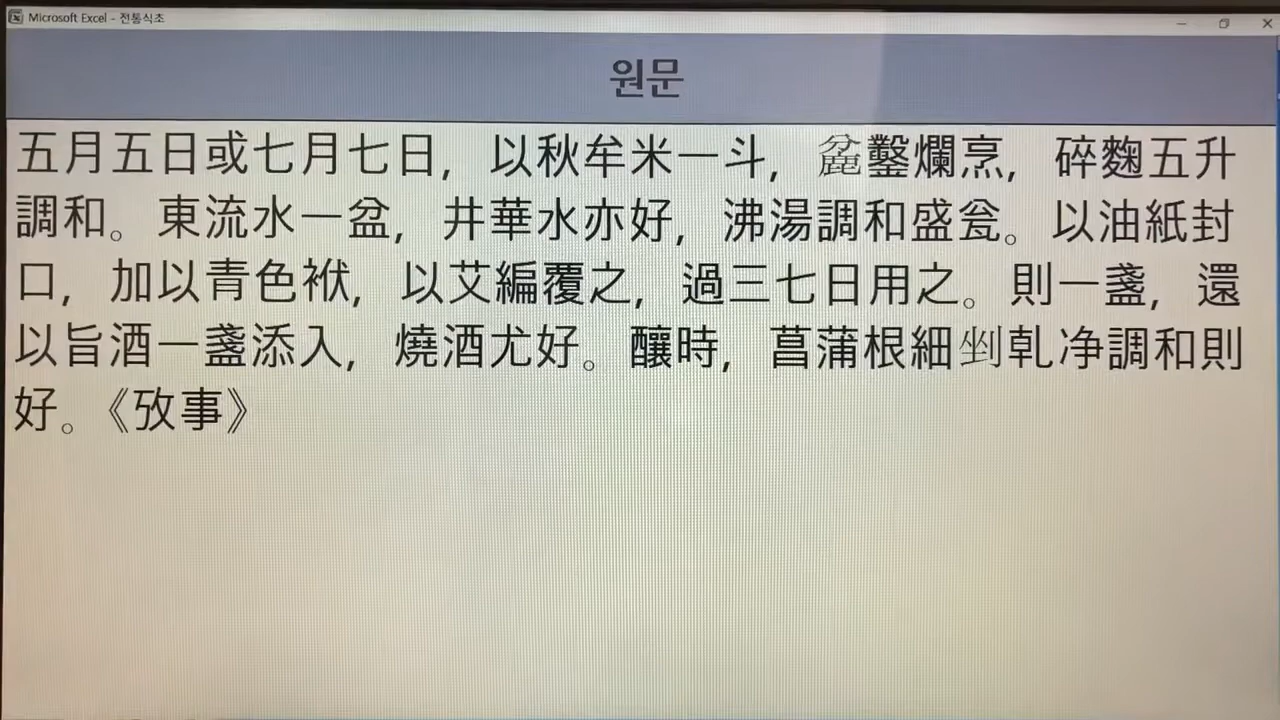 Microsoft Excel - 전통식초
원문
五月五日或七月七日, 以秋牟米一斗, 麄鑿爛烹, 碎麴五升
調和。東流水一盆, 井華水亦好, 沸湯調和盛瓮。以油紙封
口, 加以青色袱, 以艾編覆之, 過三七日用之。則一盞, 還
以旨酒一盞添入, 燒酒尤好。釀時, 菖蒲根細剉乹净調和則
好。《攷事》